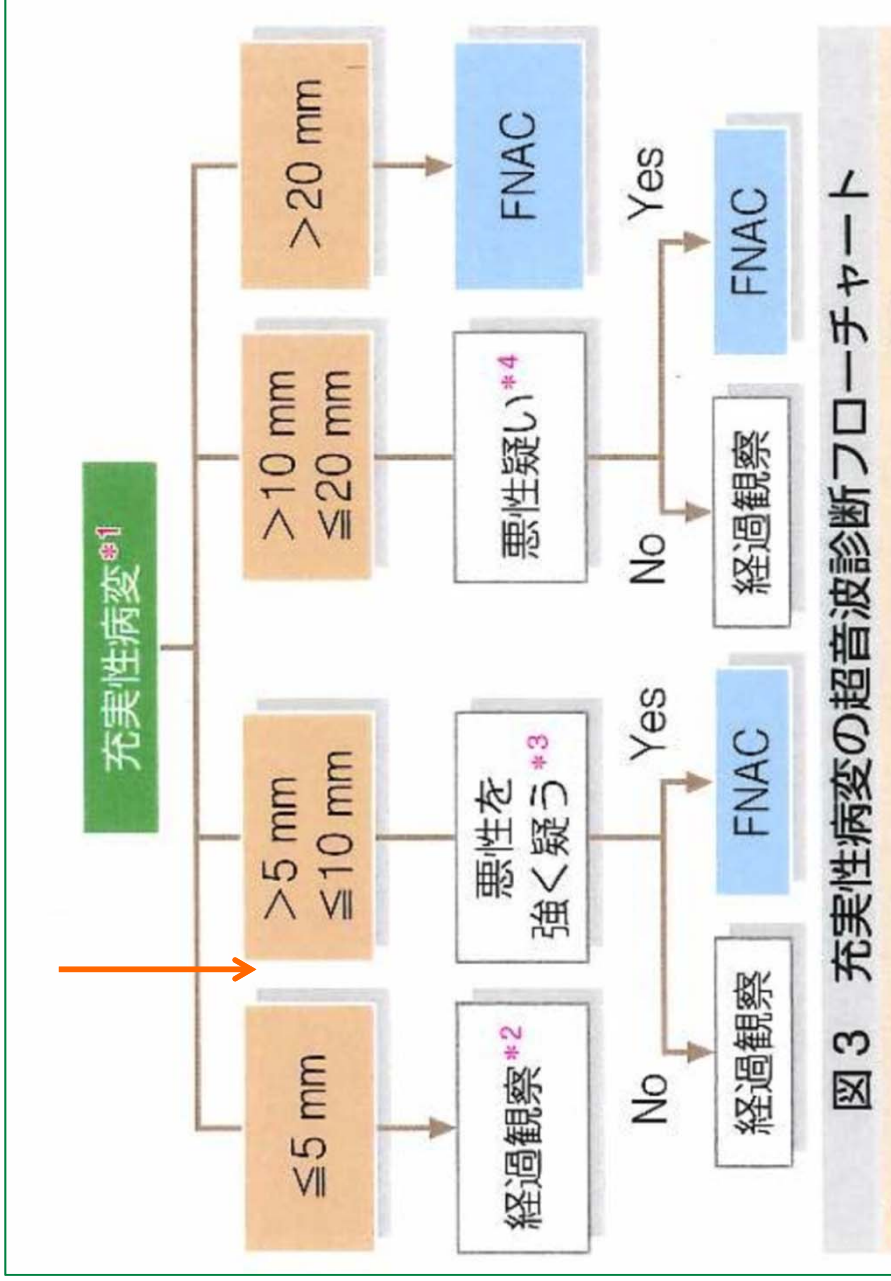 充実性病変*1
≦5 mm
>5 mm
≦10 mm
>10 mm
≦20 mm
>20 mm
経過観察*2
悪性を
強く疑う*3
悪性疑い*4
FNAC
No
Yes
No
Yes
経過観察
FNAC
経過観察
FNAC
図3 充実性病変の超音波診断フローチャート